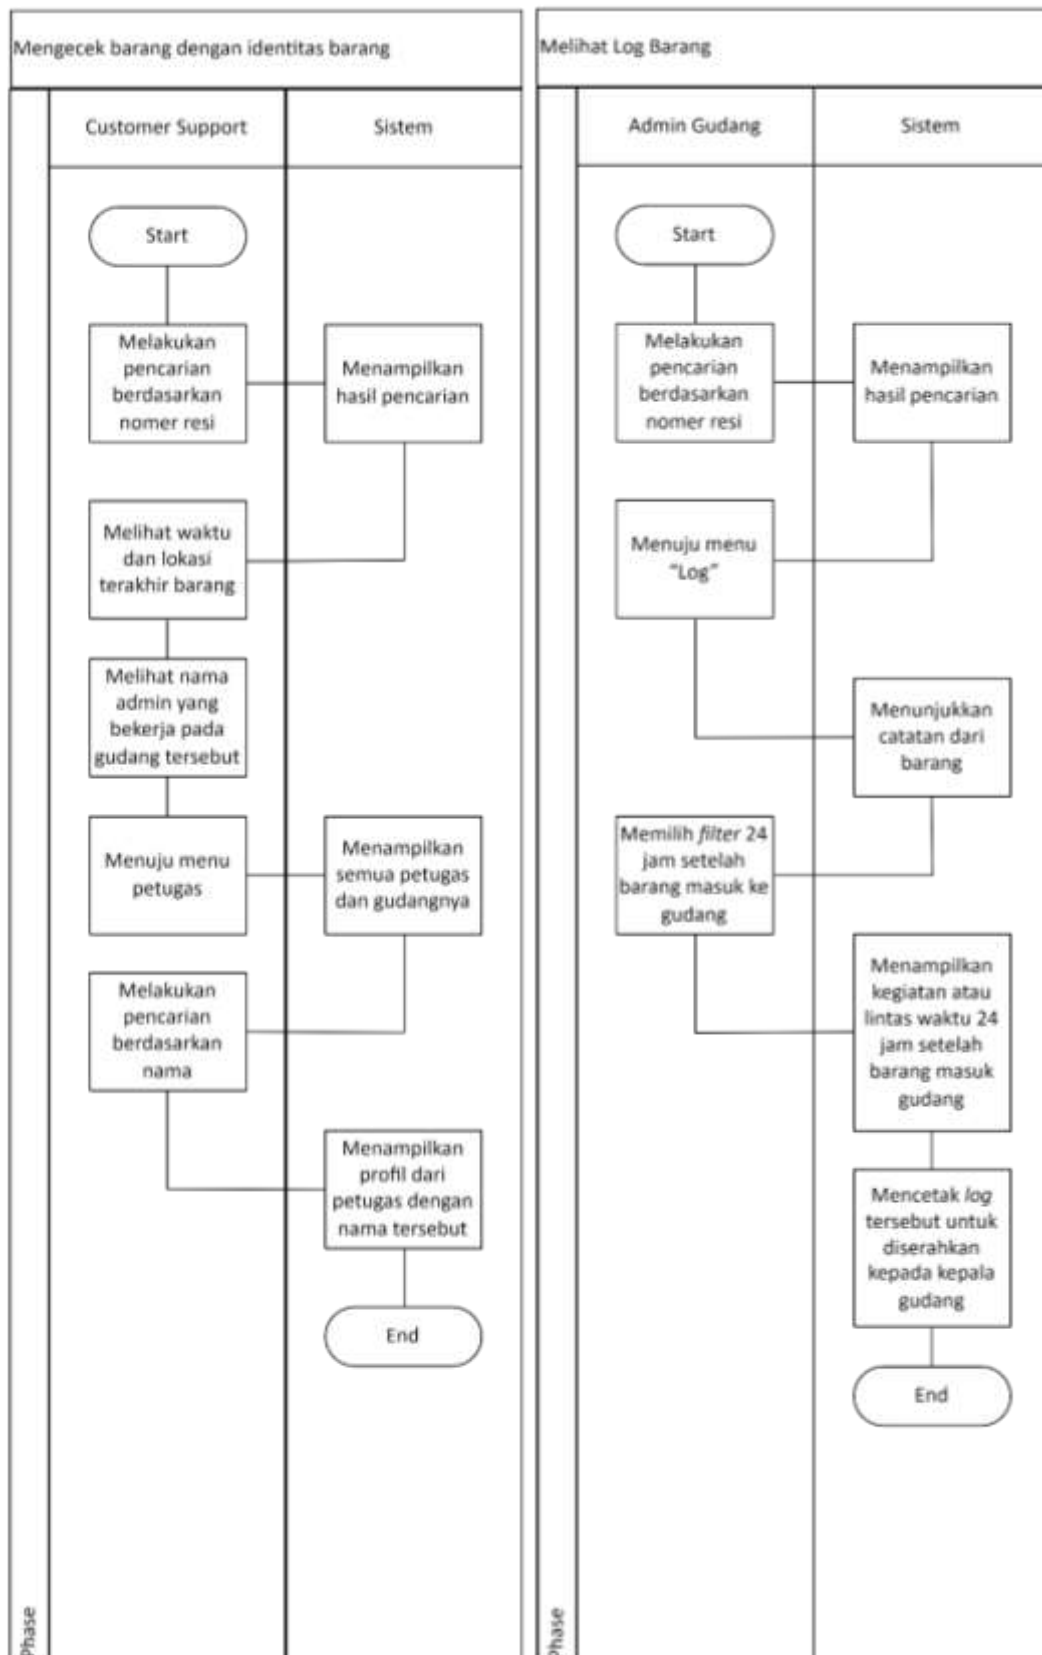 Mengecek barang dengan identitas barang
Customer Support
Sistem
Start
Melakukan
pencarian
berdasarkan
nomer resi
Menampilkan
hasil pencarian
Melihat waktu
dan lokasi
terakhir barang
Melihat nama
admin yang
bekerja pada
gudang tersebut
Menuju menu
petugas
Menampilkan
semua petugas
dan gudangnya
Melakukan
pencarian
berdasarkan
nama
Menampilkan
profil dari
petugas dengan
nama tersebut
End
Phase
Melihat Log Barang
Admin Gudang
Sistem
Start
Melakukan
pencarian
berdasarkan
nomer resi
Menampilkan
hasil pencarian
Menuju menu
“Log”
Menunjukkan
catatan dari
barang
Memilih filter 24
jam setelah
barang masuk ke
gudang
Menampilkan
kegiatan atau
lintas waktu 24
jam setelah
barang masuk
gudang
Mencetak log
tersebut untuk
diserahkan
kepada kepala
gudang
End
Phase